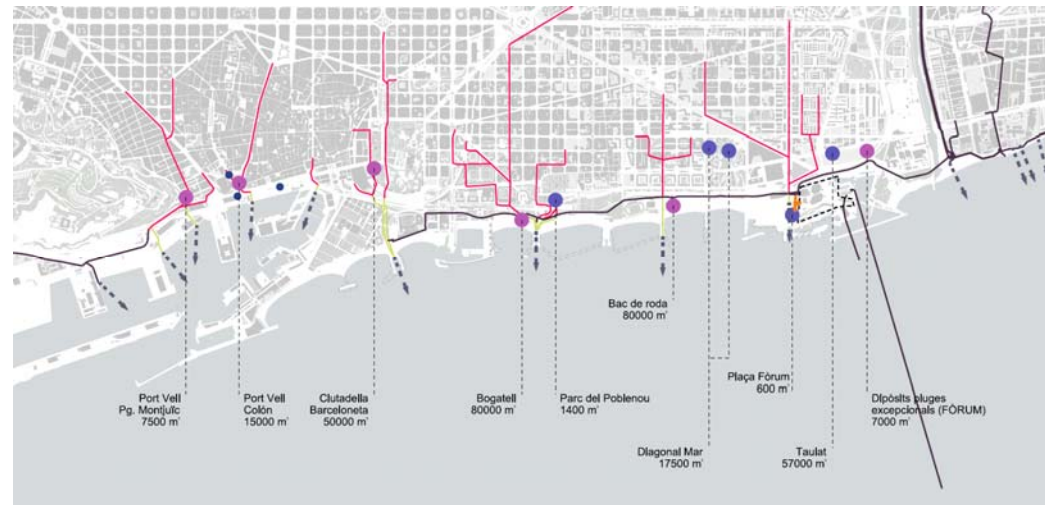 Port Vell
Pg. Montjuïc
7500 m³
Port Vell
Colón
15000 m³
Ciutadella
Barceloneta
50000 m³
Bogatell
80000 m³
Parc del Poblenou
1400 m³
Bac de roda
80000 m³
Diagonal Mar
17500 m³
Plaça Fòrum
600 m³
Taulat
57000 m³
Dipòsits pluges
excepcionals (FÒRUM)
7000 m³